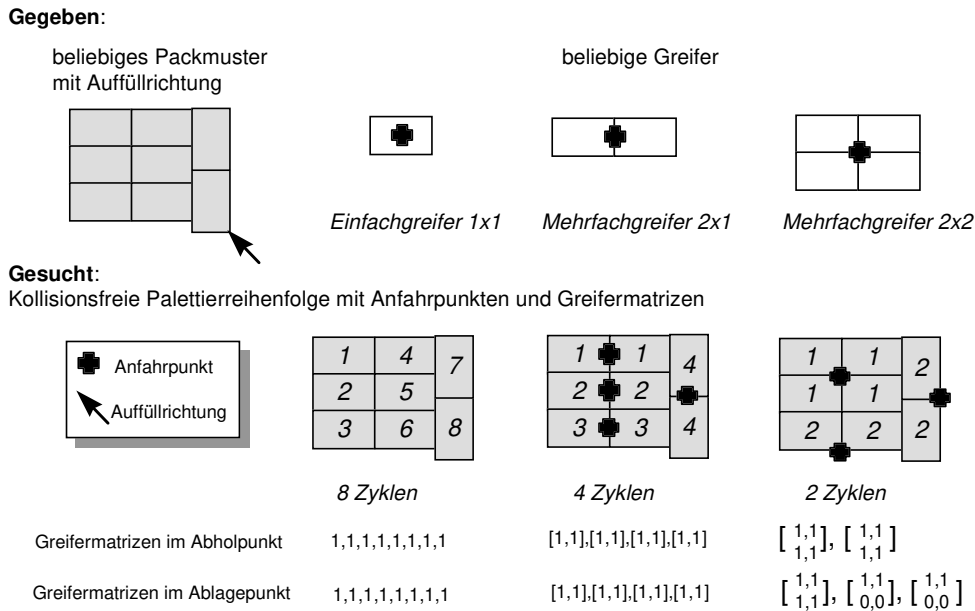 Gegeben:
beliebiges Packmuster
mit Auffüllrichtung
beliebige Greifer
Einfachgreifer 1x1
Mehrfachgreifer 2x1
Mehrfachgreifer 2x2
Gesucht:
Kollisionsfreie Palettierreihenfolge mit Anfahrpunkten und Greifermatrizen
Anfahrpunkt
Auffüllrichtung
1 4 7
2 5
3 6 8
1 1 4
2 2
3 3 4
1 1 2
1 1
2 2 2
8 Zyklen
4 Zyklen
2 Zyklen
Greifermatrizen im Abholpunkt
1,1,1,1,1,1,1,1
[1,1],[1,1],[1,1],[1,1]
[ 1,1 ], [ 1,1 ]
1,1 1,1
Greifermatrizen im Ablagepunkt
1,1,1,1,1,1,1,1
[1,1],[1,1],[1,1],[1,1]
[ 1,1 ], [ 1,1 ], [ 1,1 ]
1,1 0,0 0,0